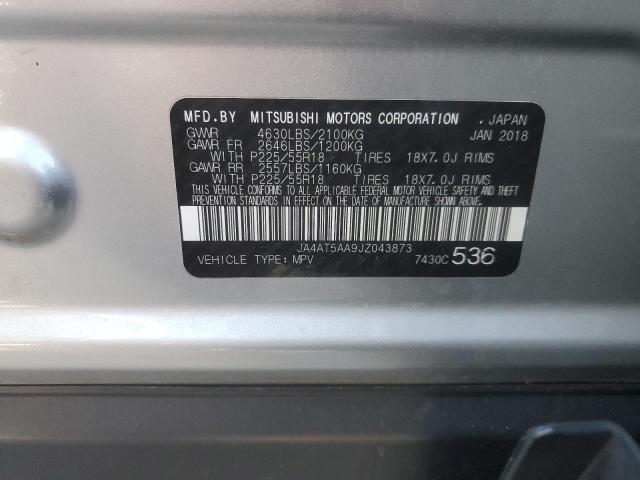 MFD.BY MITSUBISHI MOTORS CORPORATION . JAPAN
GVWR 4630LBS/2100KG JAN 2018
GAWR FR 2646LBS/1200KG
WITH P225/55R18 TIRES 18X7.0J RIMS
GAWR RR 2557LBS/1160KG
WITH P225/55R18 TIRES 18X7.0J RIMS
THIS VEHICLE CONFORMS TO ALL APPLICABLE FEDERAL MOTOR VEHICLE SAFETY AND THEFT
PREVENTION STANDARDS IN EFFECT ON THE DATE OF MANUFACTURE SHOWN ABOVE.
JA4AT5AA9JZ043873
VEHICLE TYPE: MPV 7430C 536